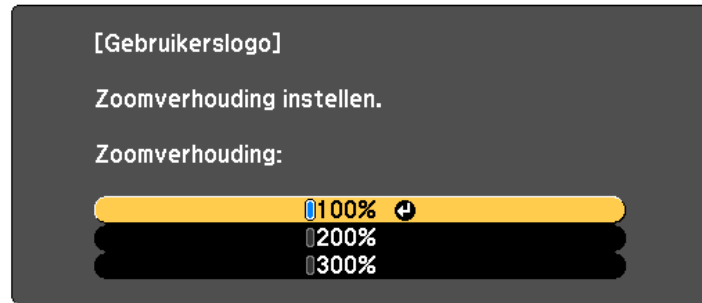 [Gebruikerslogo]
Zoomverhouding instellen.
Zoomverhouding:
100%
200%
300%